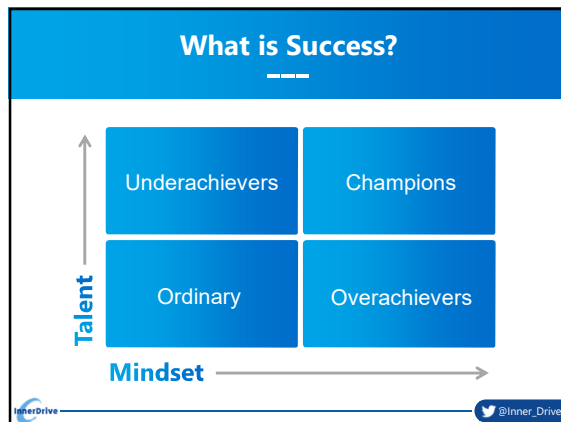 What is Success?
Underachievers
Champions
Ordinary
Overachievers
Talent
Mindset
InnerDrive
@Inner_Drive